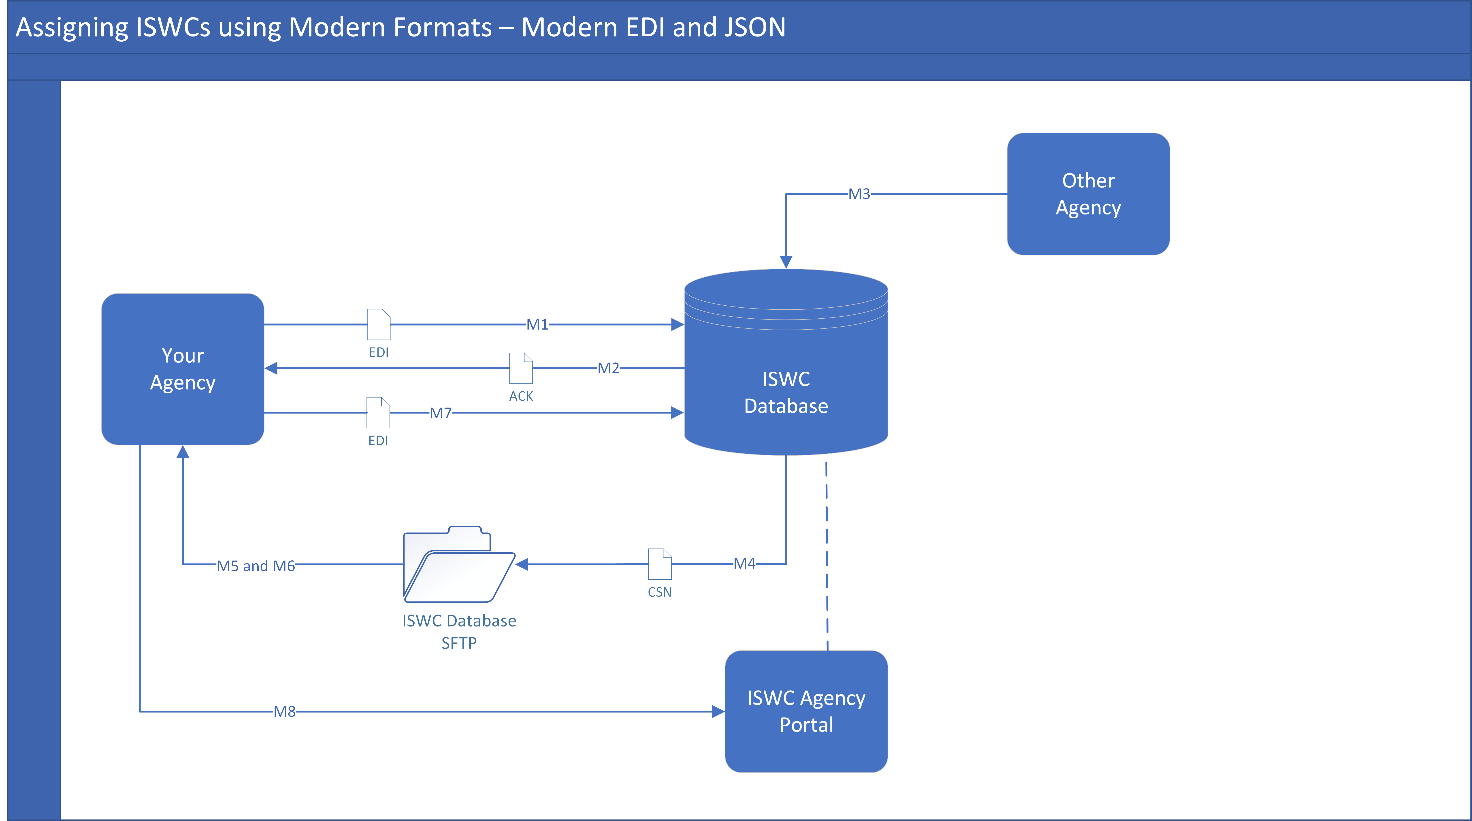 Assigning ISWCs using Modern Formats – Modern EDI and JSON
Other
Agency
M3
Your
Agency
EDI
M1
ACK
M2
EDI
M7
ISWC
Database
M5 and M6
ISWC Database
SFTP
CSN
M4
M8
ISWC Agency
Portal